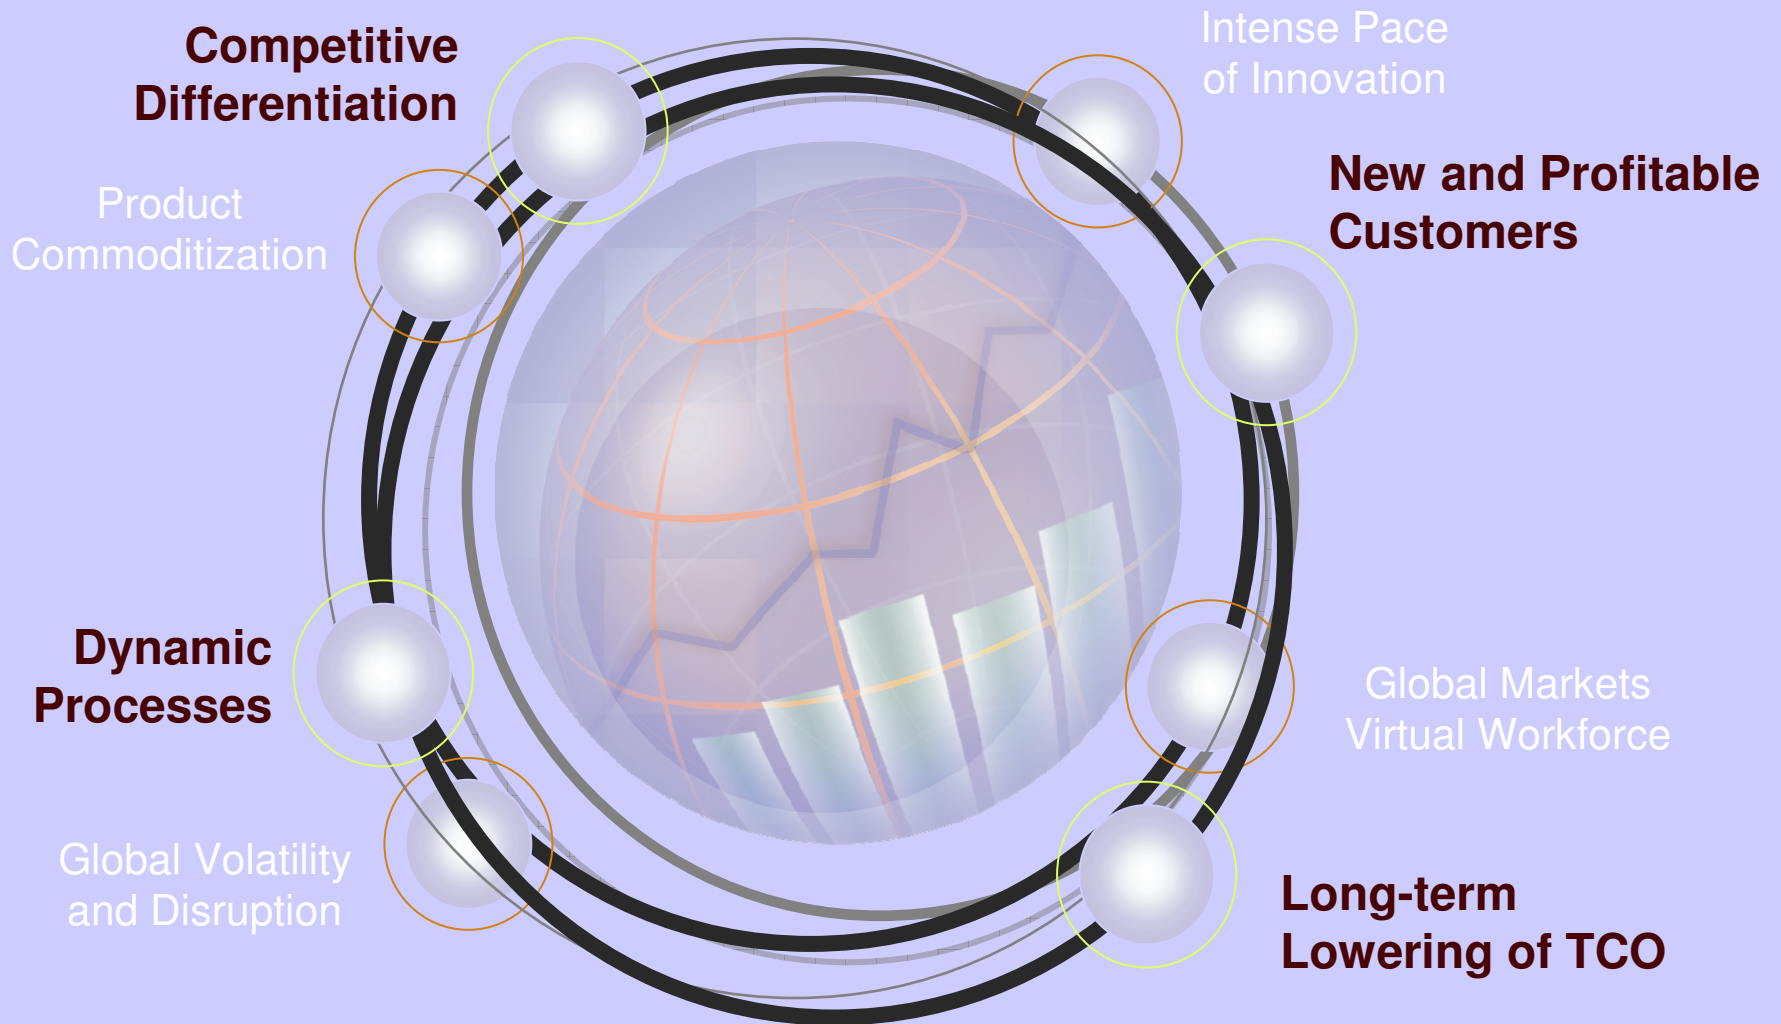 Competitive
Differentiation
Intense Pace
of Innovation
Product
Commoditization
New and Profitable
Customers
Dynamic
Processes
Global Markets
Virtual Workforce
Global Volatility
and Disruption
Long-term
Lowering of TCO